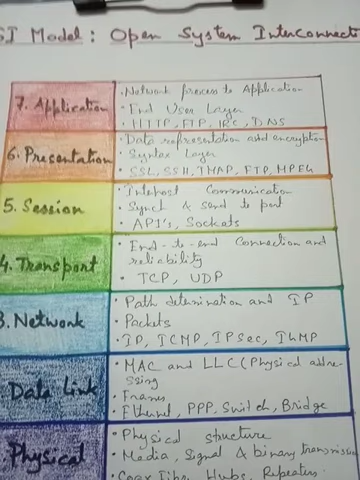 SI Model: Open System Interconnect
7. Application
• Network process to Application
• End User Layer
• HTTP, FTP, IRC, DNS
6. Presentation
• Data representation and encryption
• Syntax Layer
• SSL, SSH, IMAP, FTP, MPEG
5. Session
• Interhost Communication
• Synch & send to port
• API's, Sockets
4. Transport
• End-to-end Connection and
reliability
• TCP, UDP
3. Network
• Path determination and IP
• Packets
• IP, ICMP, IPSec, IGMP
Data Link
• MAC and LLC (Physical addre-
ssing
• Frames
• Ethernet, PPP, Switch, Bridge
Physical
• Physical structure
• Media, Signal & binary transmission
• Coax Fiber, Hubs, Repeaters